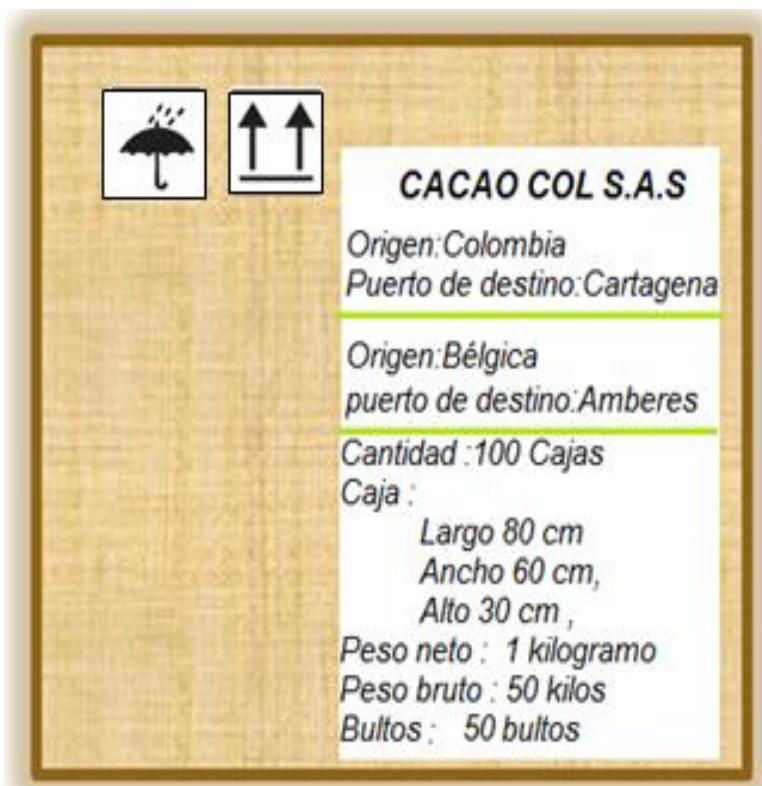 CACAO COL S.A.S
Origen:Colombia
Puerto de destino:Cartagena
Origen:Bélgica
puerto de destino:Amberes
Cantidad :100 Cajas
Caja :
Largo 80 cm
Ancho 60 cm,
Alto 30 cm ,
Peso neto : 1 kilogramo
Peso bruto : 50 kilos
Bultos : 50 bultos